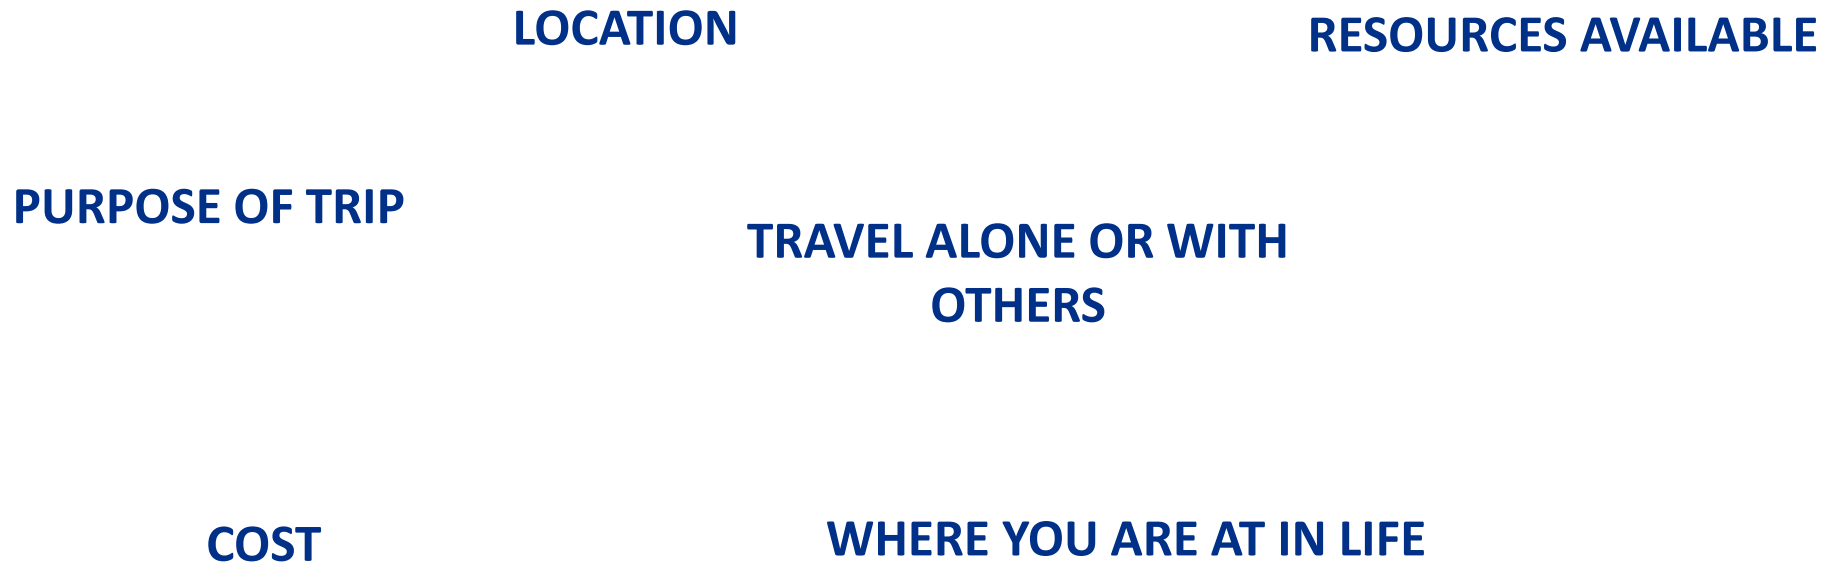 LOCATION
RESOURCES AVAILABLE
PURPOSE OF TRIP
TRAVEL ALONE OR WITH
OTHERS
COST
WHERE YOU ARE AT IN LIFE